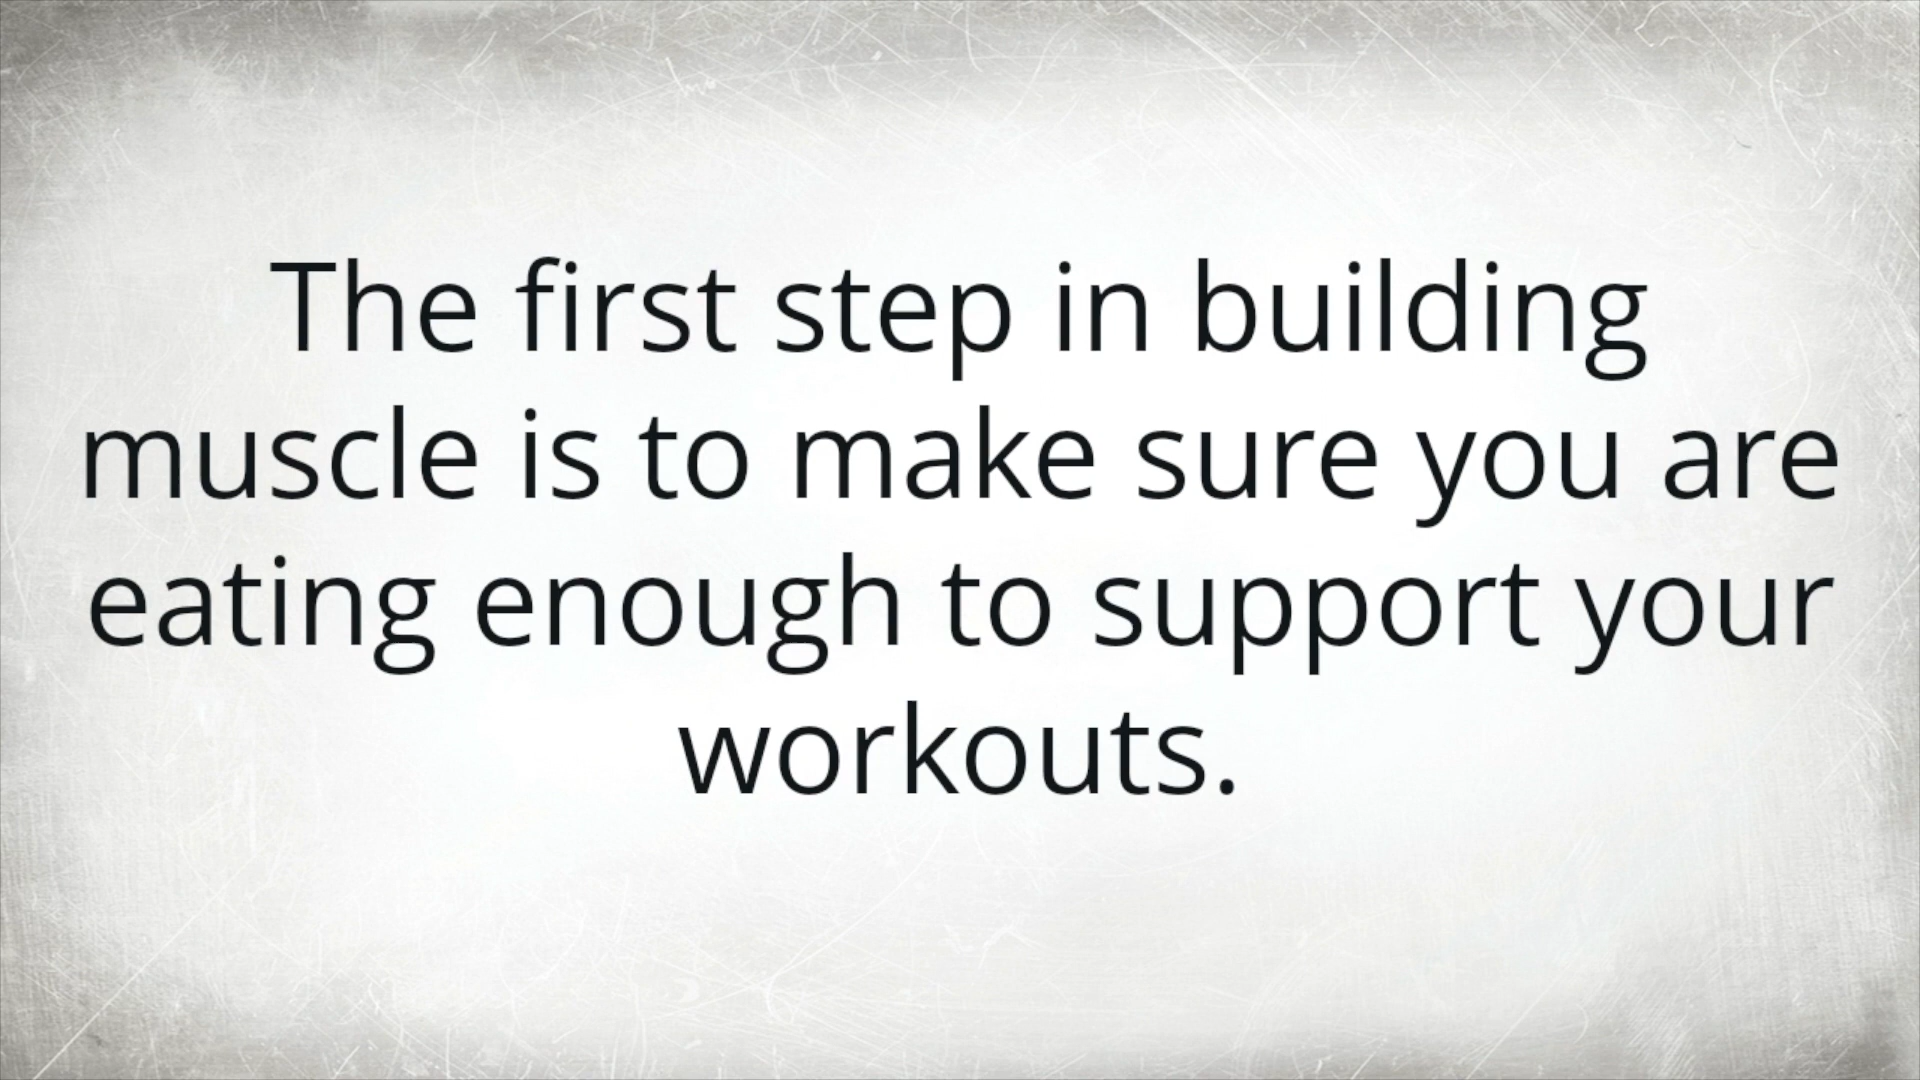 The first step in building
muscle is to make sure you are
eating enough to support your
workouts.